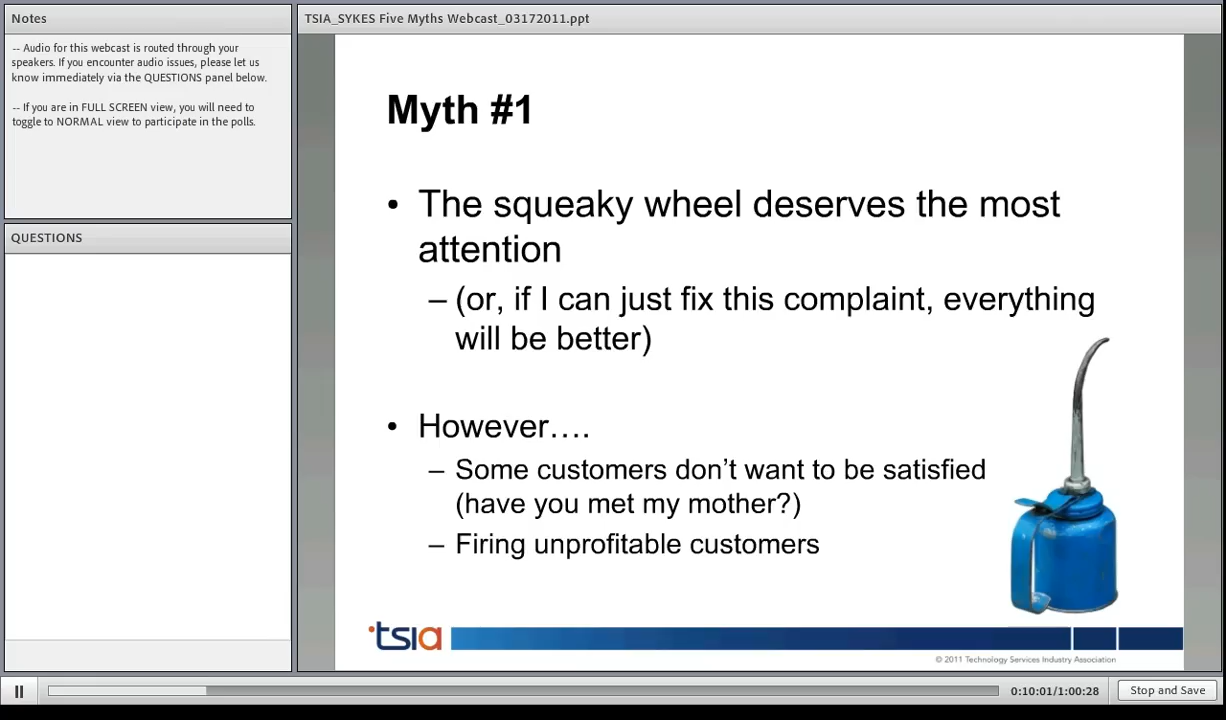 Notes
TSIA_SYKES Five Myths Webcast_03172011.ppt
-- Audio for this webcast is routed through your
speakers. If you encounter audio issues, please let us
know immediately via the QUESTIONS panel below.
-- If you are in FULL SCREEN view, you will need to
toggle to NORMAL view to participate in the polls.
QUESTIONS
Myth #1
• The squeaky wheel deserves the most
attention
– (or, if I can just fix this complaint, everything
will be better)
• However….
– Some customers don’t want to be satisfied
(have you met my mother?)
– Firing unprofitable customers
tsia
© 2011 Technology Services Industry Association
0:10:01/1:00:28
Stop and Save